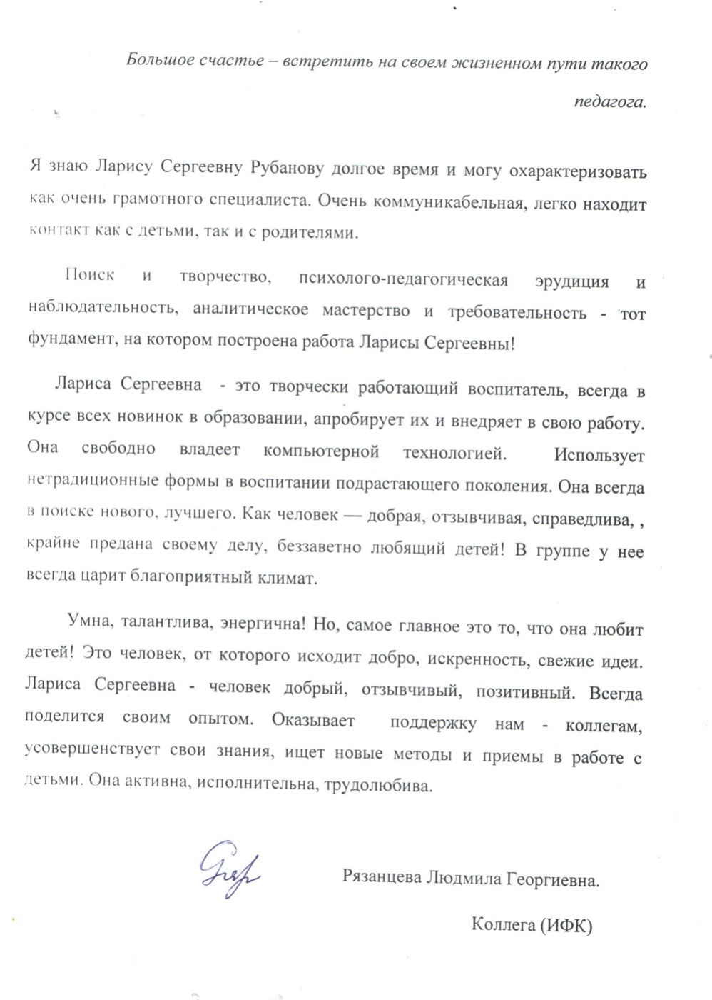 Большое счастье – встретить на своем жизненном пути такого
педагога.
Я знаю Ларису Сергеевну Рубанову долгое время и могу охарактеризовать
как очень грамотного специалиста. Очень коммуникабельная, легко находит
контакт как с детьми, так и с родителями.
Поиск и творчество, психолого-педагогическая эрудиция и
наблюдательность, аналитическое мастерство и требовательность - тот
фундамент, на котором построена работа Ларисы Сергеевны!
Лариса Сергеевна - это творчески работающий воспитатель, всегда в
курсе всех новинок в образовании, апробирует их и внедряет в свою работу.
Она свободно владеет компьютерной технологией. Использует
нетрадиционные формы в воспитании подрастающего поколения. Она всегда
в поиске нового, лучшего. Как человек — добрая, отзывчивая, справедлива, ,
крайне предана своему делу, беззаветно любящий детей! В группе у нее
всегда царит благоприятный климат.
Умна, талантлива, энергична! Но, самое главное это то, что она любит
детей! Это человек, от которого исходит добро, искренность, свежие идеи.
Лариса Сергеевна - человек добрый, отзывчивый, позитивный. Всегда
поделится своим опытом. Оказывает поддержку нам - коллегам,
усовершенствует свои знания, ищет новые методы и приемы в работе с
детьми. Она активна, исполнительна, трудолюбива.
Рязанцева Людмила Георгиевна.
Коллега (ИФК)